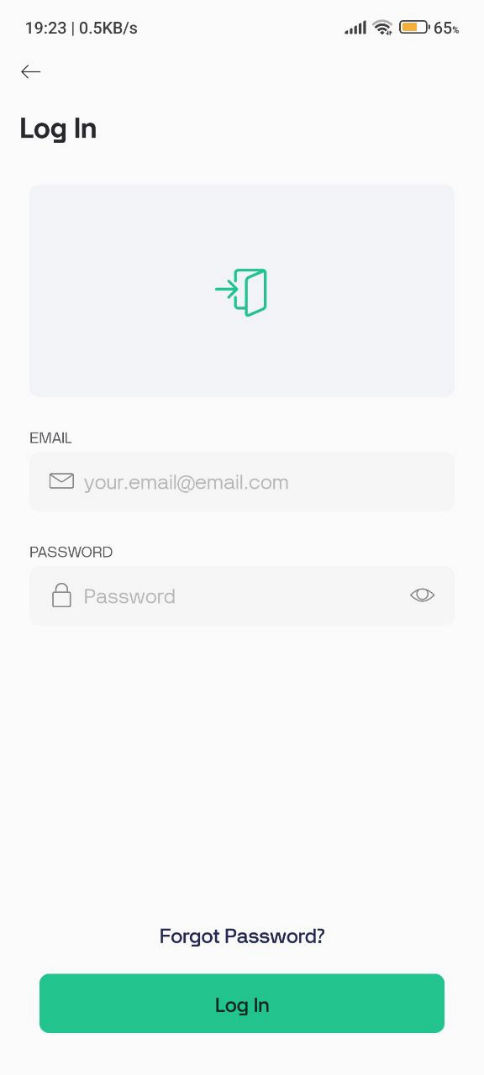 19:23 | 0.5KB/s 65%
Log In
EMAIL
your.email@email.com
PASSWORD
Password
Forgot Password?
Log In